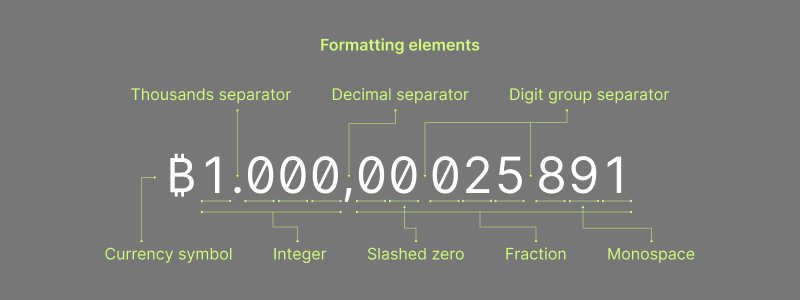 Formatting elements
Thousands separator Decimal separator Digit group separator
₿1.000,00 025 891
Currency symbol Integer Slashed zero Fraction Monospace